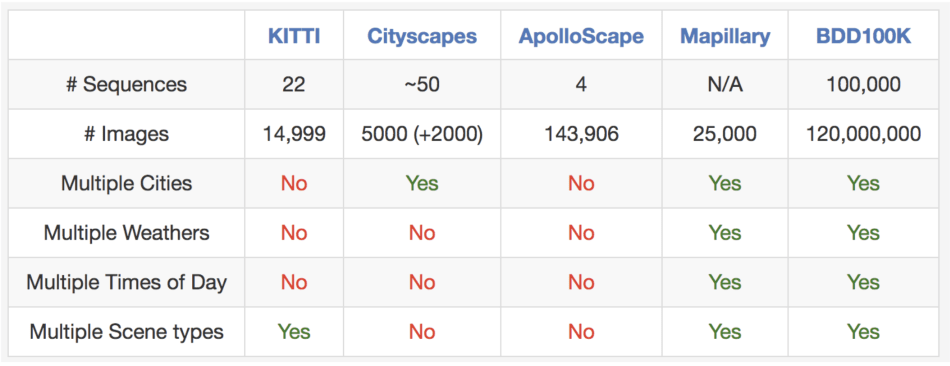 KITTI Cityscapes ApolloScape Mapillary BDD100K
# Sequences 22 ~50 4 N/A 100,000
# Images 14,999 5000 (+2000) 143,906 25,000 120,000,000
Multiple Cities No Yes No Yes Yes
Multiple Weathers No No No Yes Yes
Multiple Times of Day No No No Yes Yes
Multiple Scene types Yes No No Yes Yes